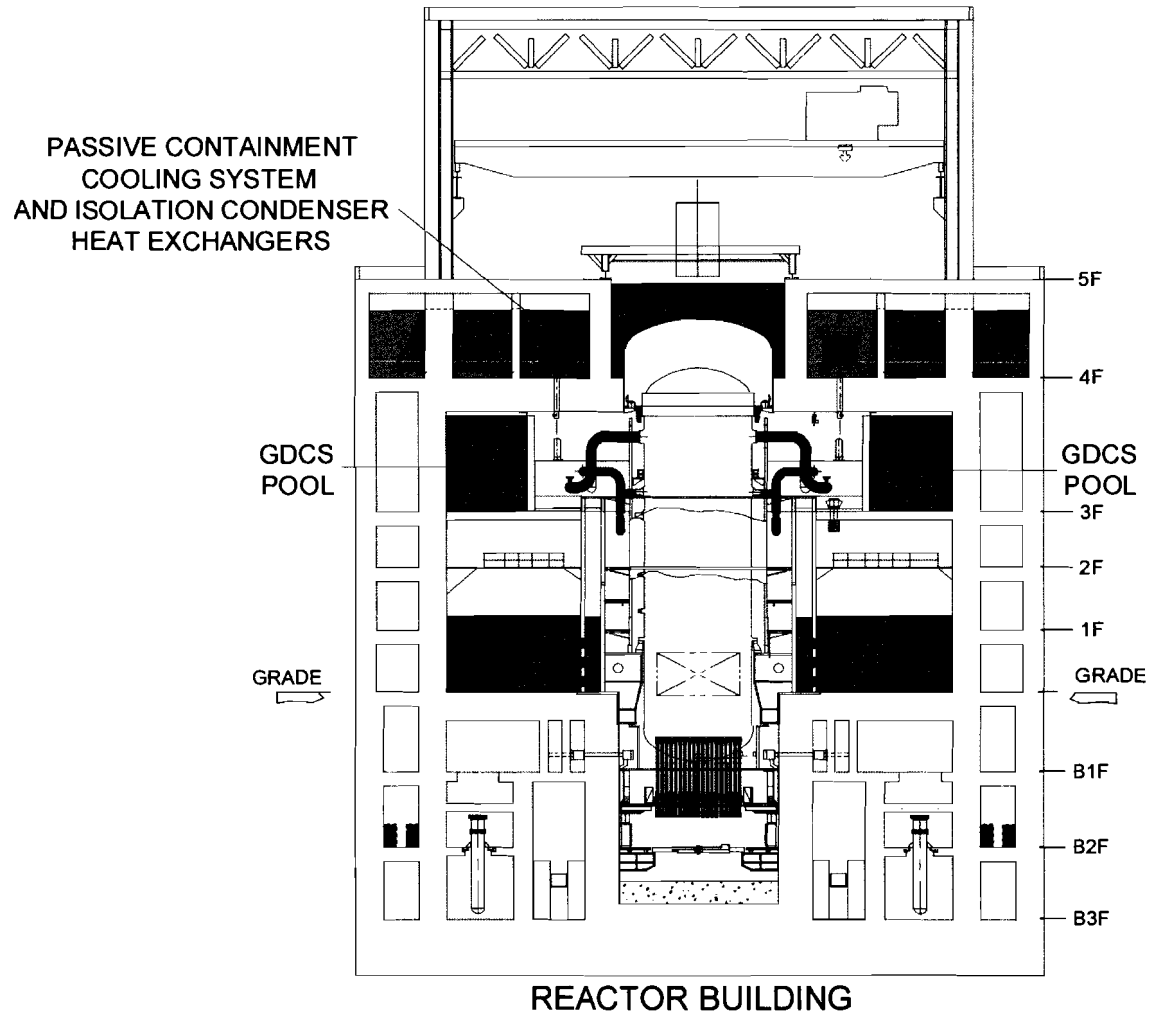 PASSIVE CONTAINMENT
COOLING SYSTEM
AND ISOLATION CONDENSER
HEAT EXCHANGERS
5F
4F
GDCS
POOL
GDCS
POOL
3F
2F
1F
GRADE
GRADE
B1F
B2F
B3F
REACTOR BUILDING